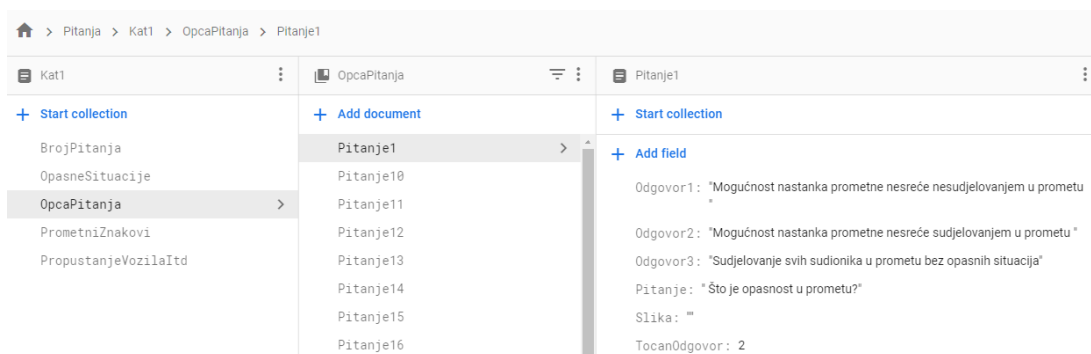 Pitanja > Kat1 > OpcaPitanja > Pitanje1
Kat1
Start collection
BrojPitanja
OpasneSituacije
OpcaPitanja
PrometniZnakovi
PropustanjeVozilaItd
OpcaPitanja
Add document
Pitanje1
Pitanje10
Pitanje11
Pitanje12
Pitanje13
Pitanje14
Pitanje15
Pitanje16
Pitanje1
Start collection
Add field
Odgovor1: "Mogućnost nastanka prometne nesreće nesudjelovanjem u prometu
"
Odgovor2: "Mogućnost nastanka prometne nesreće sudjelovanjem u prometu "
Odgovor3: "Sudjelovanje svih sudionika u prometu bez opasnih situacija"
Pitanje: " Što je opasnost u prometu?"
Slika: ""
TocanOdgovor: 2